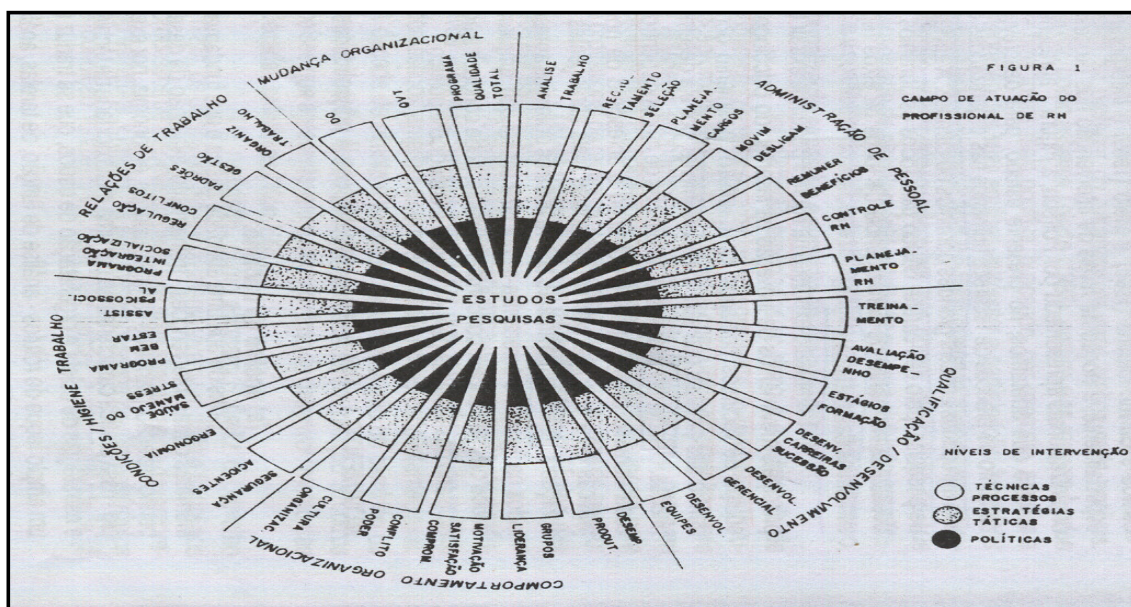 FIGURA 1
CAMPO DE ATUAÇÃO DO
PROFISSIONAL DE RH
MUDANÇA ORGANIZACIONAL
DO
QVT
PROGRAMA
QUALIDADE
TOTAL
ADMINISTRAÇÃO DE PESSOAL
ANALISE
TRABALHO
RECRU-
TAMENTO
SELEÇÃO
PLANEJA-
MENTO
CARGOS
MOVIM
DESLIGAM
REMUNER
BENEFÍCIOS
CONTROLE
RH
PLANEJA-
MENTO
RH
QUALIFICAÇÃO / DESENVOLVIMENTO
TREINA-
MENTO
AVALIAÇÃO
DESEMPE-
NHO
ESTÁGIOS
FORMAÇÃO
DESENV.
CARREIRAS
SUCESSÃO
DESENVOL
GERENCIAL
DESENVOL.
EQUIPES
COMPORTAMENTO ORGANIZACIONAL
DESEMP
PRODUT.
GRUPOS
LIDERANÇA
MOTIVAÇÃO
SATISFAÇÃO
COMPROM.
CONFLITO
PODER
CULTURA
ORGANIZAC
CONDIÇÕES / HIGIENE TRABALHO
SEGURANÇA
ACIDENTES
ERGONOMIA
SAÚDE
MANEJO DO
STRESS
PROGRAMA
BEM
ESTAR
ASSIST.
PSICOSSOCI-
AL
RELAÇÕES DE TRABALHO
PROGRAMA
INTEGRAÇÃO
SOCIALIZAÇÃO
REGULAÇÃO
CONFLITOS
PADRÕES
GESTÃO
ORGANIZ
TRABALHO
ESTUDOS
PESQUISAS
NÍVEIS DE INTERVENÇÃO
TÉCNICAS
PROCESSOS
ESTRATÉGIAS
TÁTICAS
POLÍTICAS